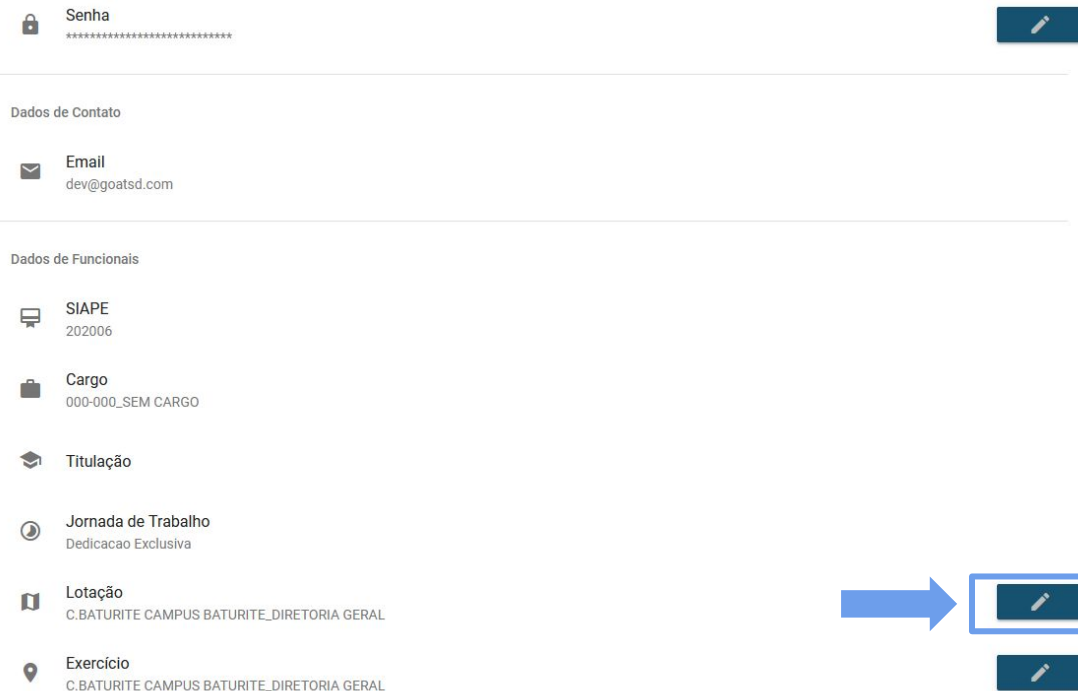 Senha
****************************
Dados de Contato
Email
dev@goatsd.com
Dados de Funcionais
SIAPE
202006
Cargo
000-000_SEM CARGO
Titulação
Jornada de Trabalho
Dedicacao Exclusiva
Lotação
C.BATURITE CAMPUS BATURITE_DIRETORIA GERAL
Exercício
C.BATURITE CAMPUS BATURITE_DIRETORIA GERAL